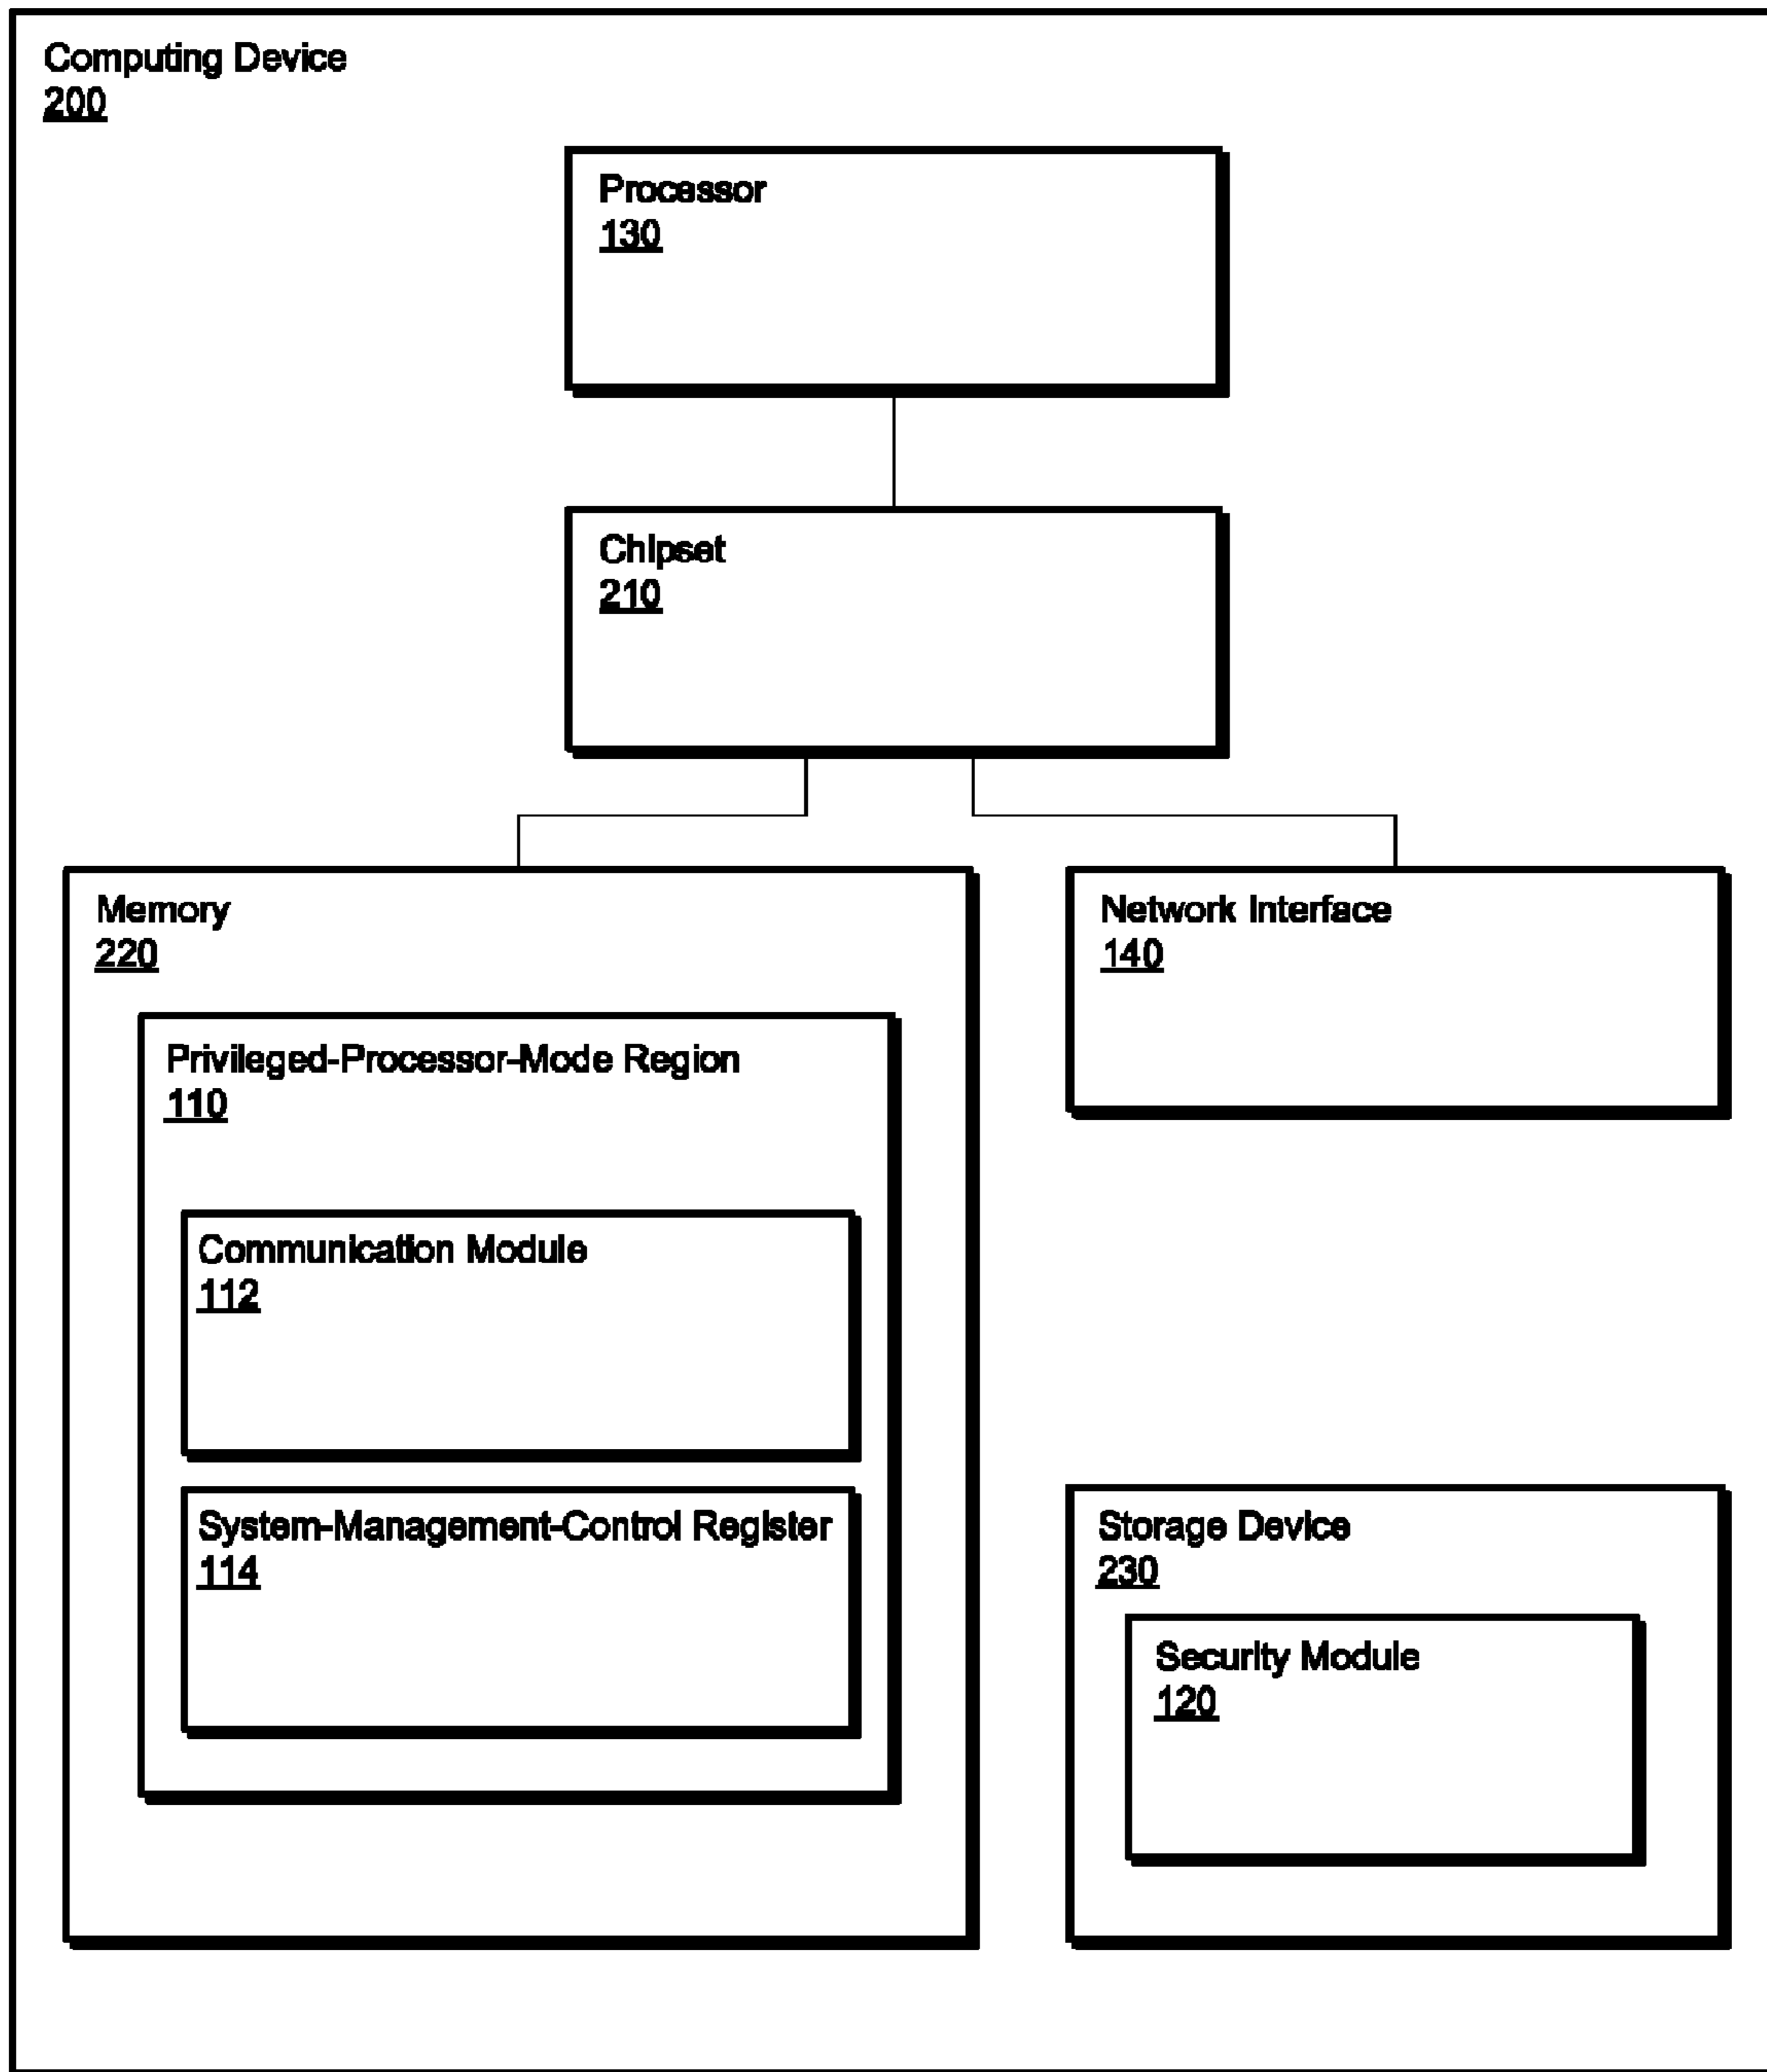 Computing Device
200
Processor
130
Chipset
210
Memory
220
Network Interface
140
Privileged-Processor-Mode Region
110
Communication Module
112
System-Management-Control Register
114
Storage Device
230
Security Module
120